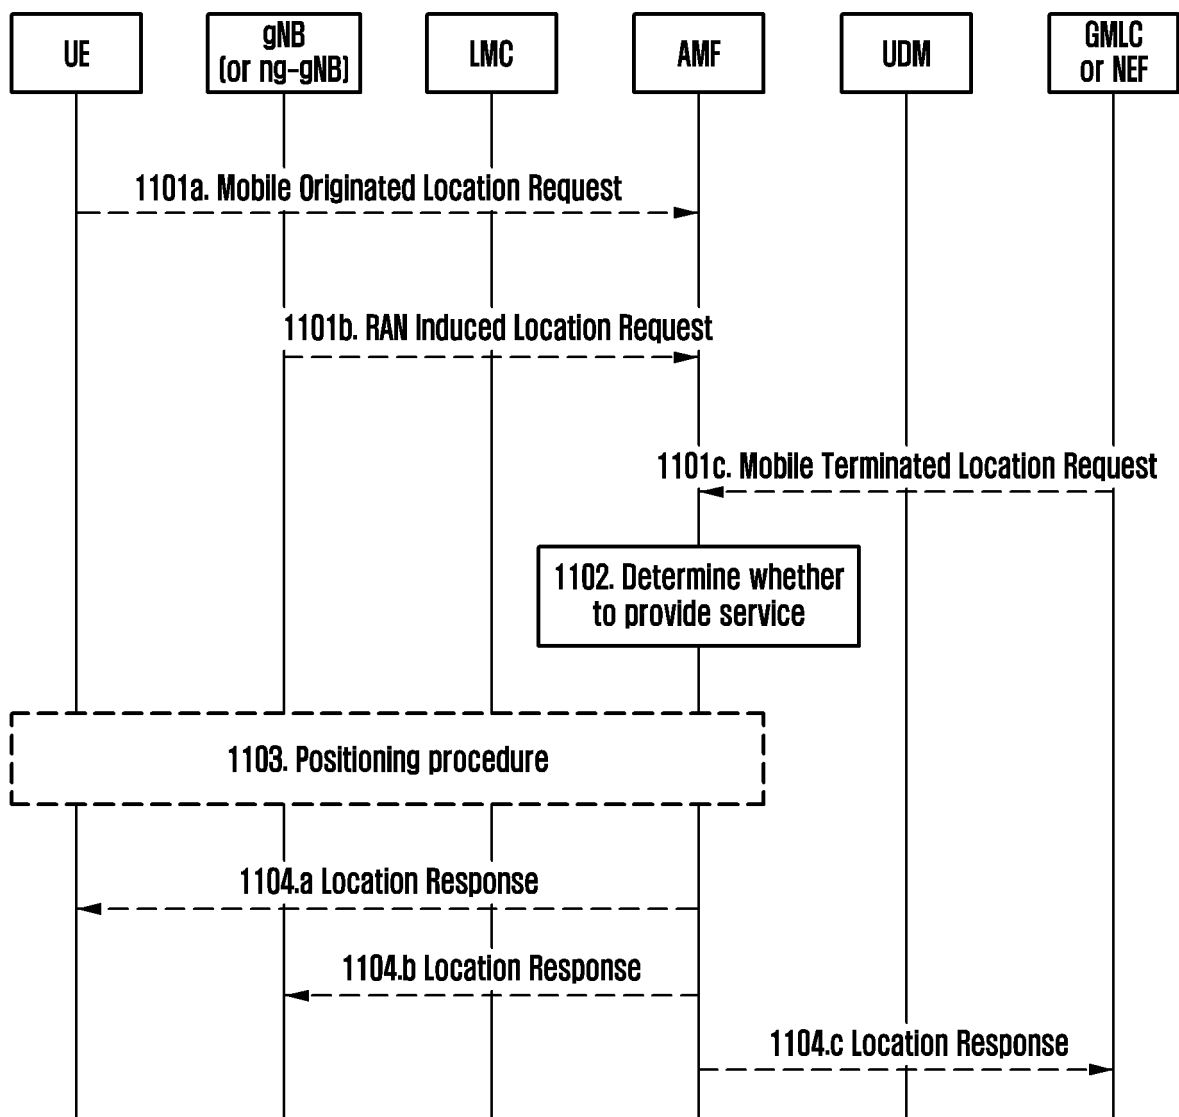 UE
gNB
(or ng-gNB)
LMC
AMF
UDM
GMLC
or NEF
1101a. Mobile Originated Location Request
1101b. RAN Induced Location Request
1101c. Mobile Terminated Location Request
1102. Determine whether
to provide service
1103. Positioning procedure
1104.a Location Response
1104.b Location Response
1104.c Location Response